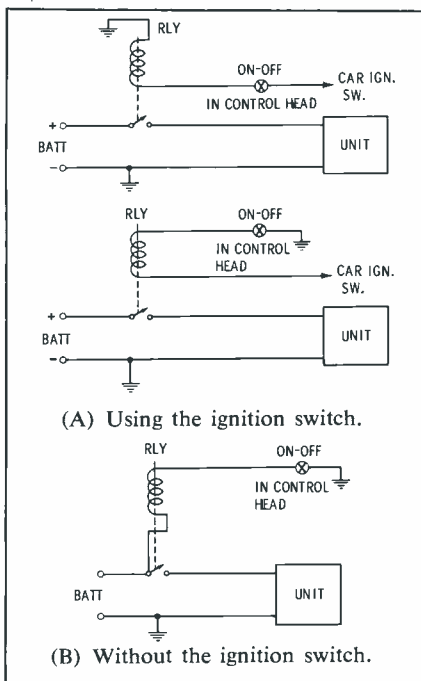 RLY
ON-OFF
CAR IGN.
IN CONTROL HEAD
SW.
+
BATT
UNIT
-
RLY
ON-OFF
IN CONTROL
HEAD
CAR IGN.
SW.
+
BATT
UNIT
-
(A) Using the ignition switch.
RLY
ON-OFF
IN CONTROL
HEAD
BATT
UNIT
(B) Without the ignition switch.